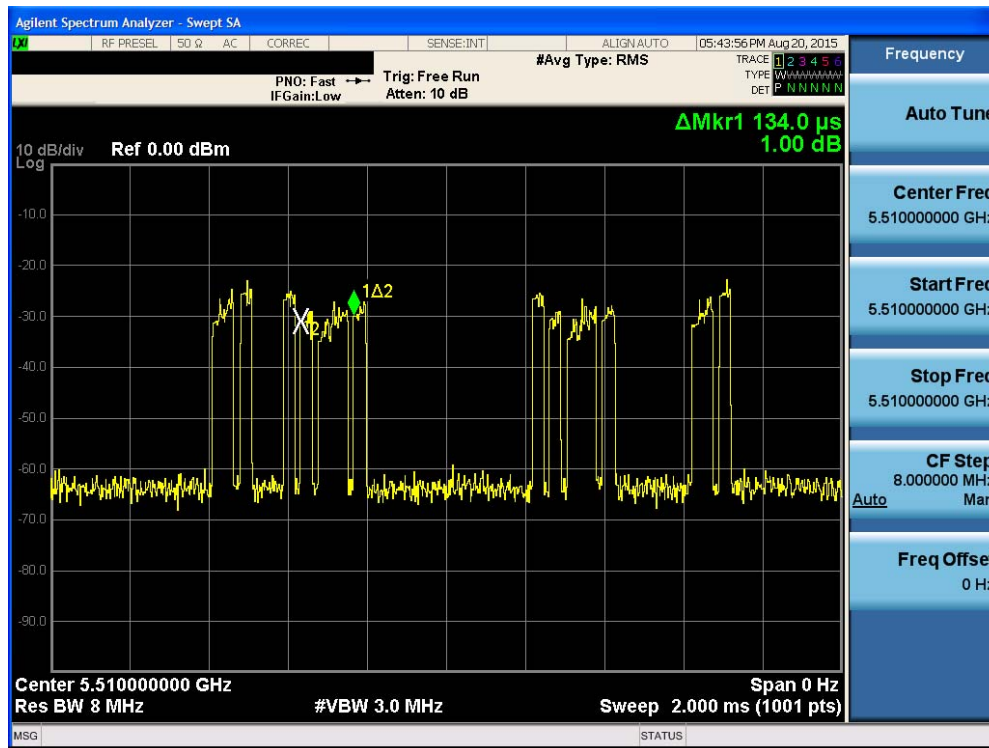 Agilent Spectrum Analyzer - Swept SA
LXI RF PRESEL 50 Ω AC CORREC SENSE:INT ALIGN AUTO 05:43:56 PM Aug 20, 2015
PNO: Fast
IFGain:Low
Trig: Free Run
Atten: 10 dB
#Avg Type: RMS
TRACE 1 2 3 4 5 6
TYPE WWWWWW
DET P N N N N N
ΔMkr1 134.0 µs
1.00 dB
10 dB/div Ref 0.00 dBm
Log
-10.0
-20.0
-30.0
-40.0
-50.0
-60.0
-70.0
-80.0
-90.0
1Δ2
2
Center 5.510000000 GHz Span 0 Hz
Res BW 8 MHz #VBW 3.0 MHz Sweep 2.000 ms (1001 pts)
MSG STATUS
Frequency
Auto Tune
Center Freq
5.510000000 GHz
Start Freq
5.510000000 GHz
Stop Freq
5.510000000 GHz
CF Step
8.000000 MHz
Auto Man
Freq Offset
0 Hz